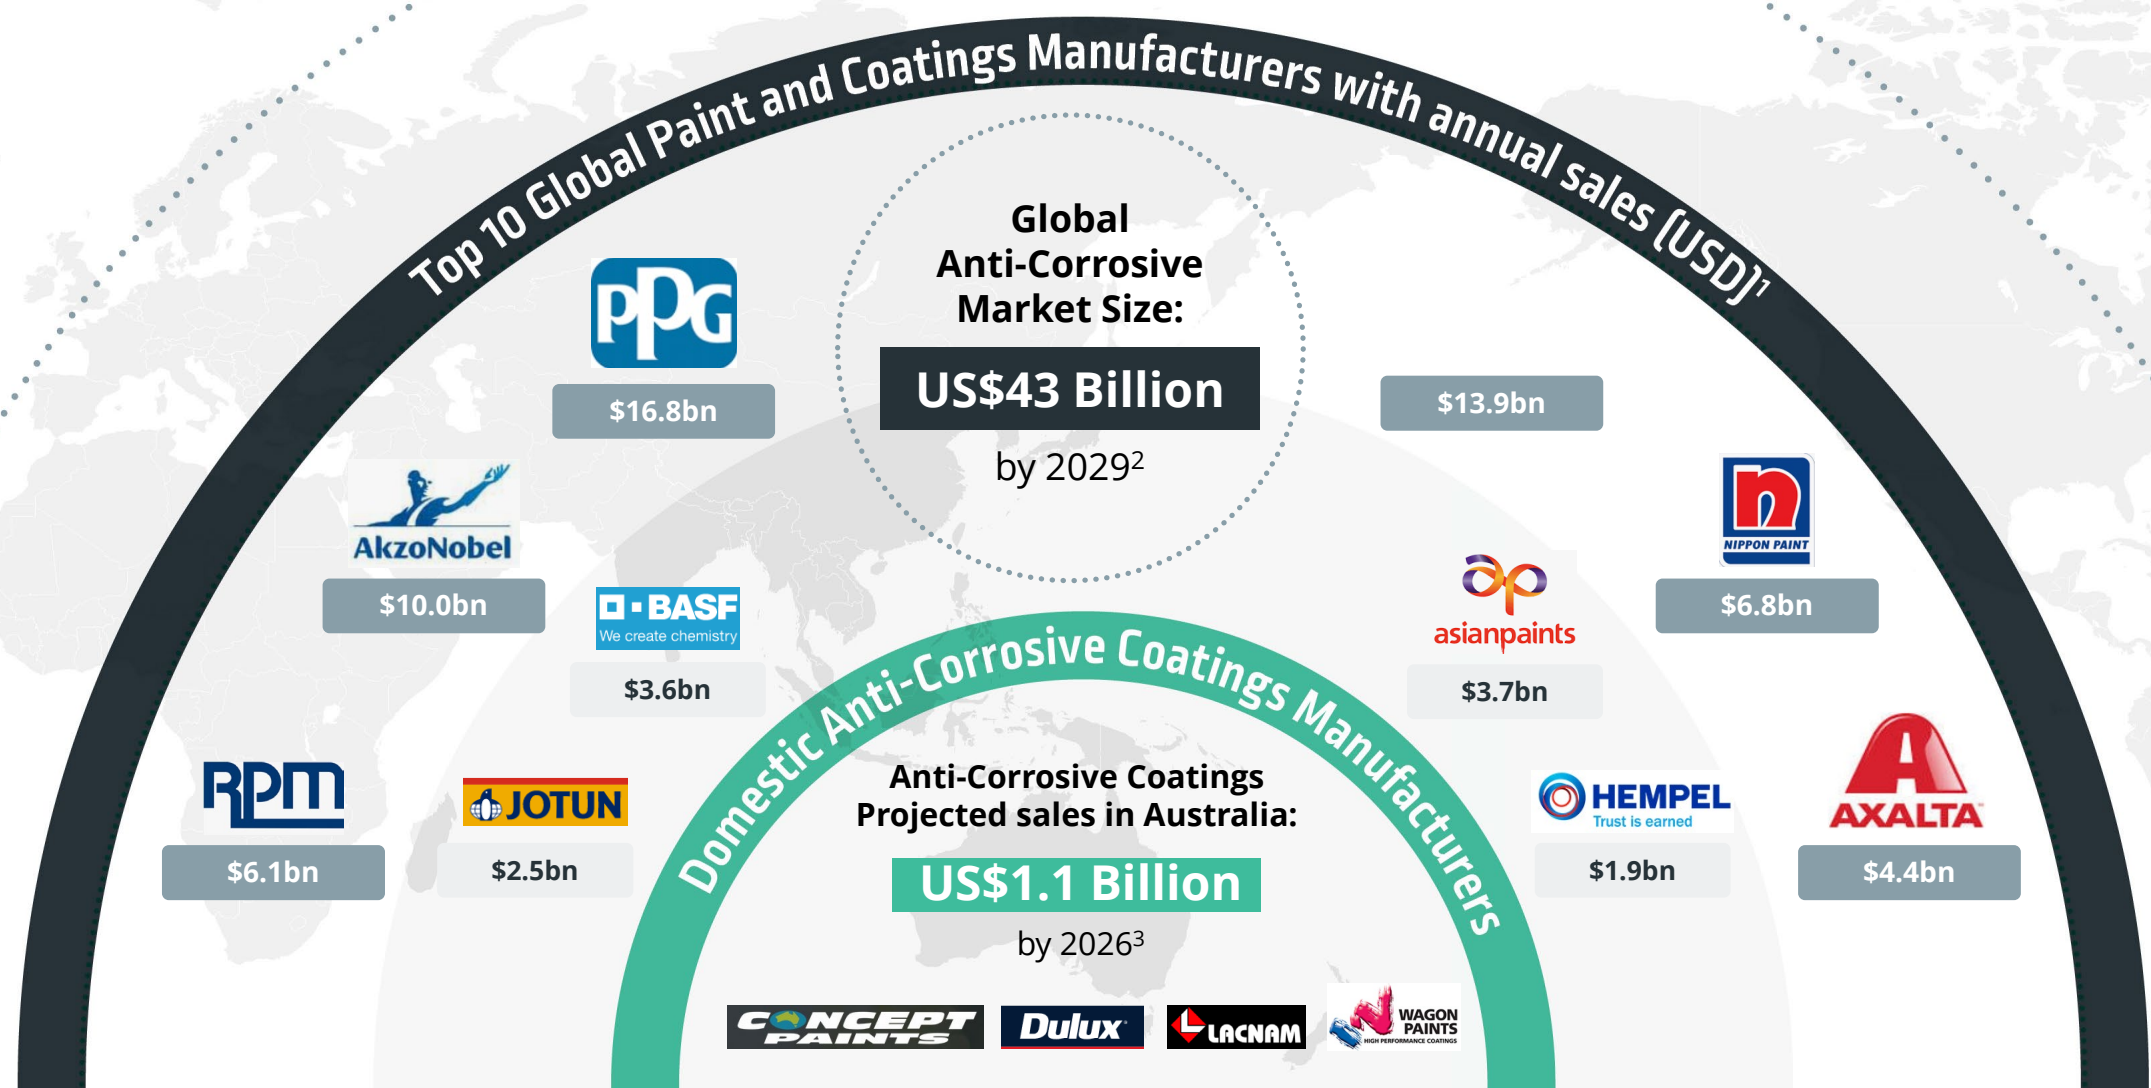 Top 10 Global Paint and Coatings Manufacturers with annual sales (USD)¹
Global
Anti-Corrosive
Market Size:
US$43 Billion
by 2029²
PPG
$16.8bn
$13.9bn
AkzoNobel
$10.0bn
NIPPON PAINT
$6.8bn
BASF
We create chemistry
$3.6bn
asianpaints
$3.7bn
RPM
$6.1bn
JOTUN
$2.5bn
HEMPEL
Trust is earned
$1.9bn
AXALTA
$4.4bn
Domestic Anti-Corrosive Coatings Manufacturers
Anti-Corrosive Coatings
Projected sales in Australia:
US$1.1 Billion
by 2026³
CONCEPT
PAINTS
Dulux
LACNAM
WAGON
PAINTS
HIGH PERFORMANCE COATINGS